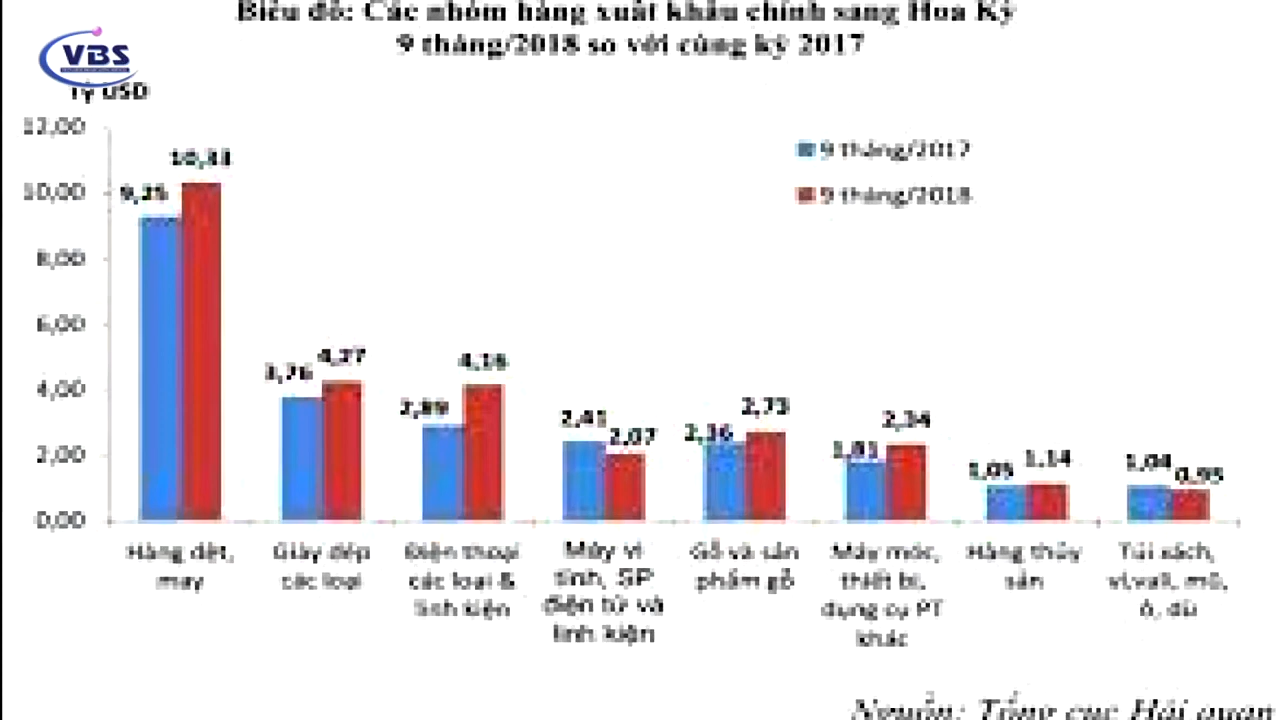 Biểu đồ: Các nhóm hàng xuất khẩu chính sang Hoa Kỳ
9 tháng/2018 so với cùng kỳ 2017
VBS
Tỷ USD
12,00
10,00
8,00
6,00
4,00
2,00
0,00
9 tháng/2017
9 tháng/2018
9,25
10,33
3,76
4,27
2,89
4,16
2,41
2,07
2,36
2,73
1,81
2,34
1,05
1,14
1,04
0,95
Hàng dệt,
may
Giày dép
các loại
Điện thoại
các loại &
linh kiện
Máy vi
tính, SP
điện tử và
linh kiện
Gỗ và sản
phẩm gỗ
Máy móc,
thiết bị,
dụng cụ PT
khác
Hàng thủy
sản
Túi xách,
ví,vali, mũ,
ô, dù
Nguồn: Tổng cục Hải quan